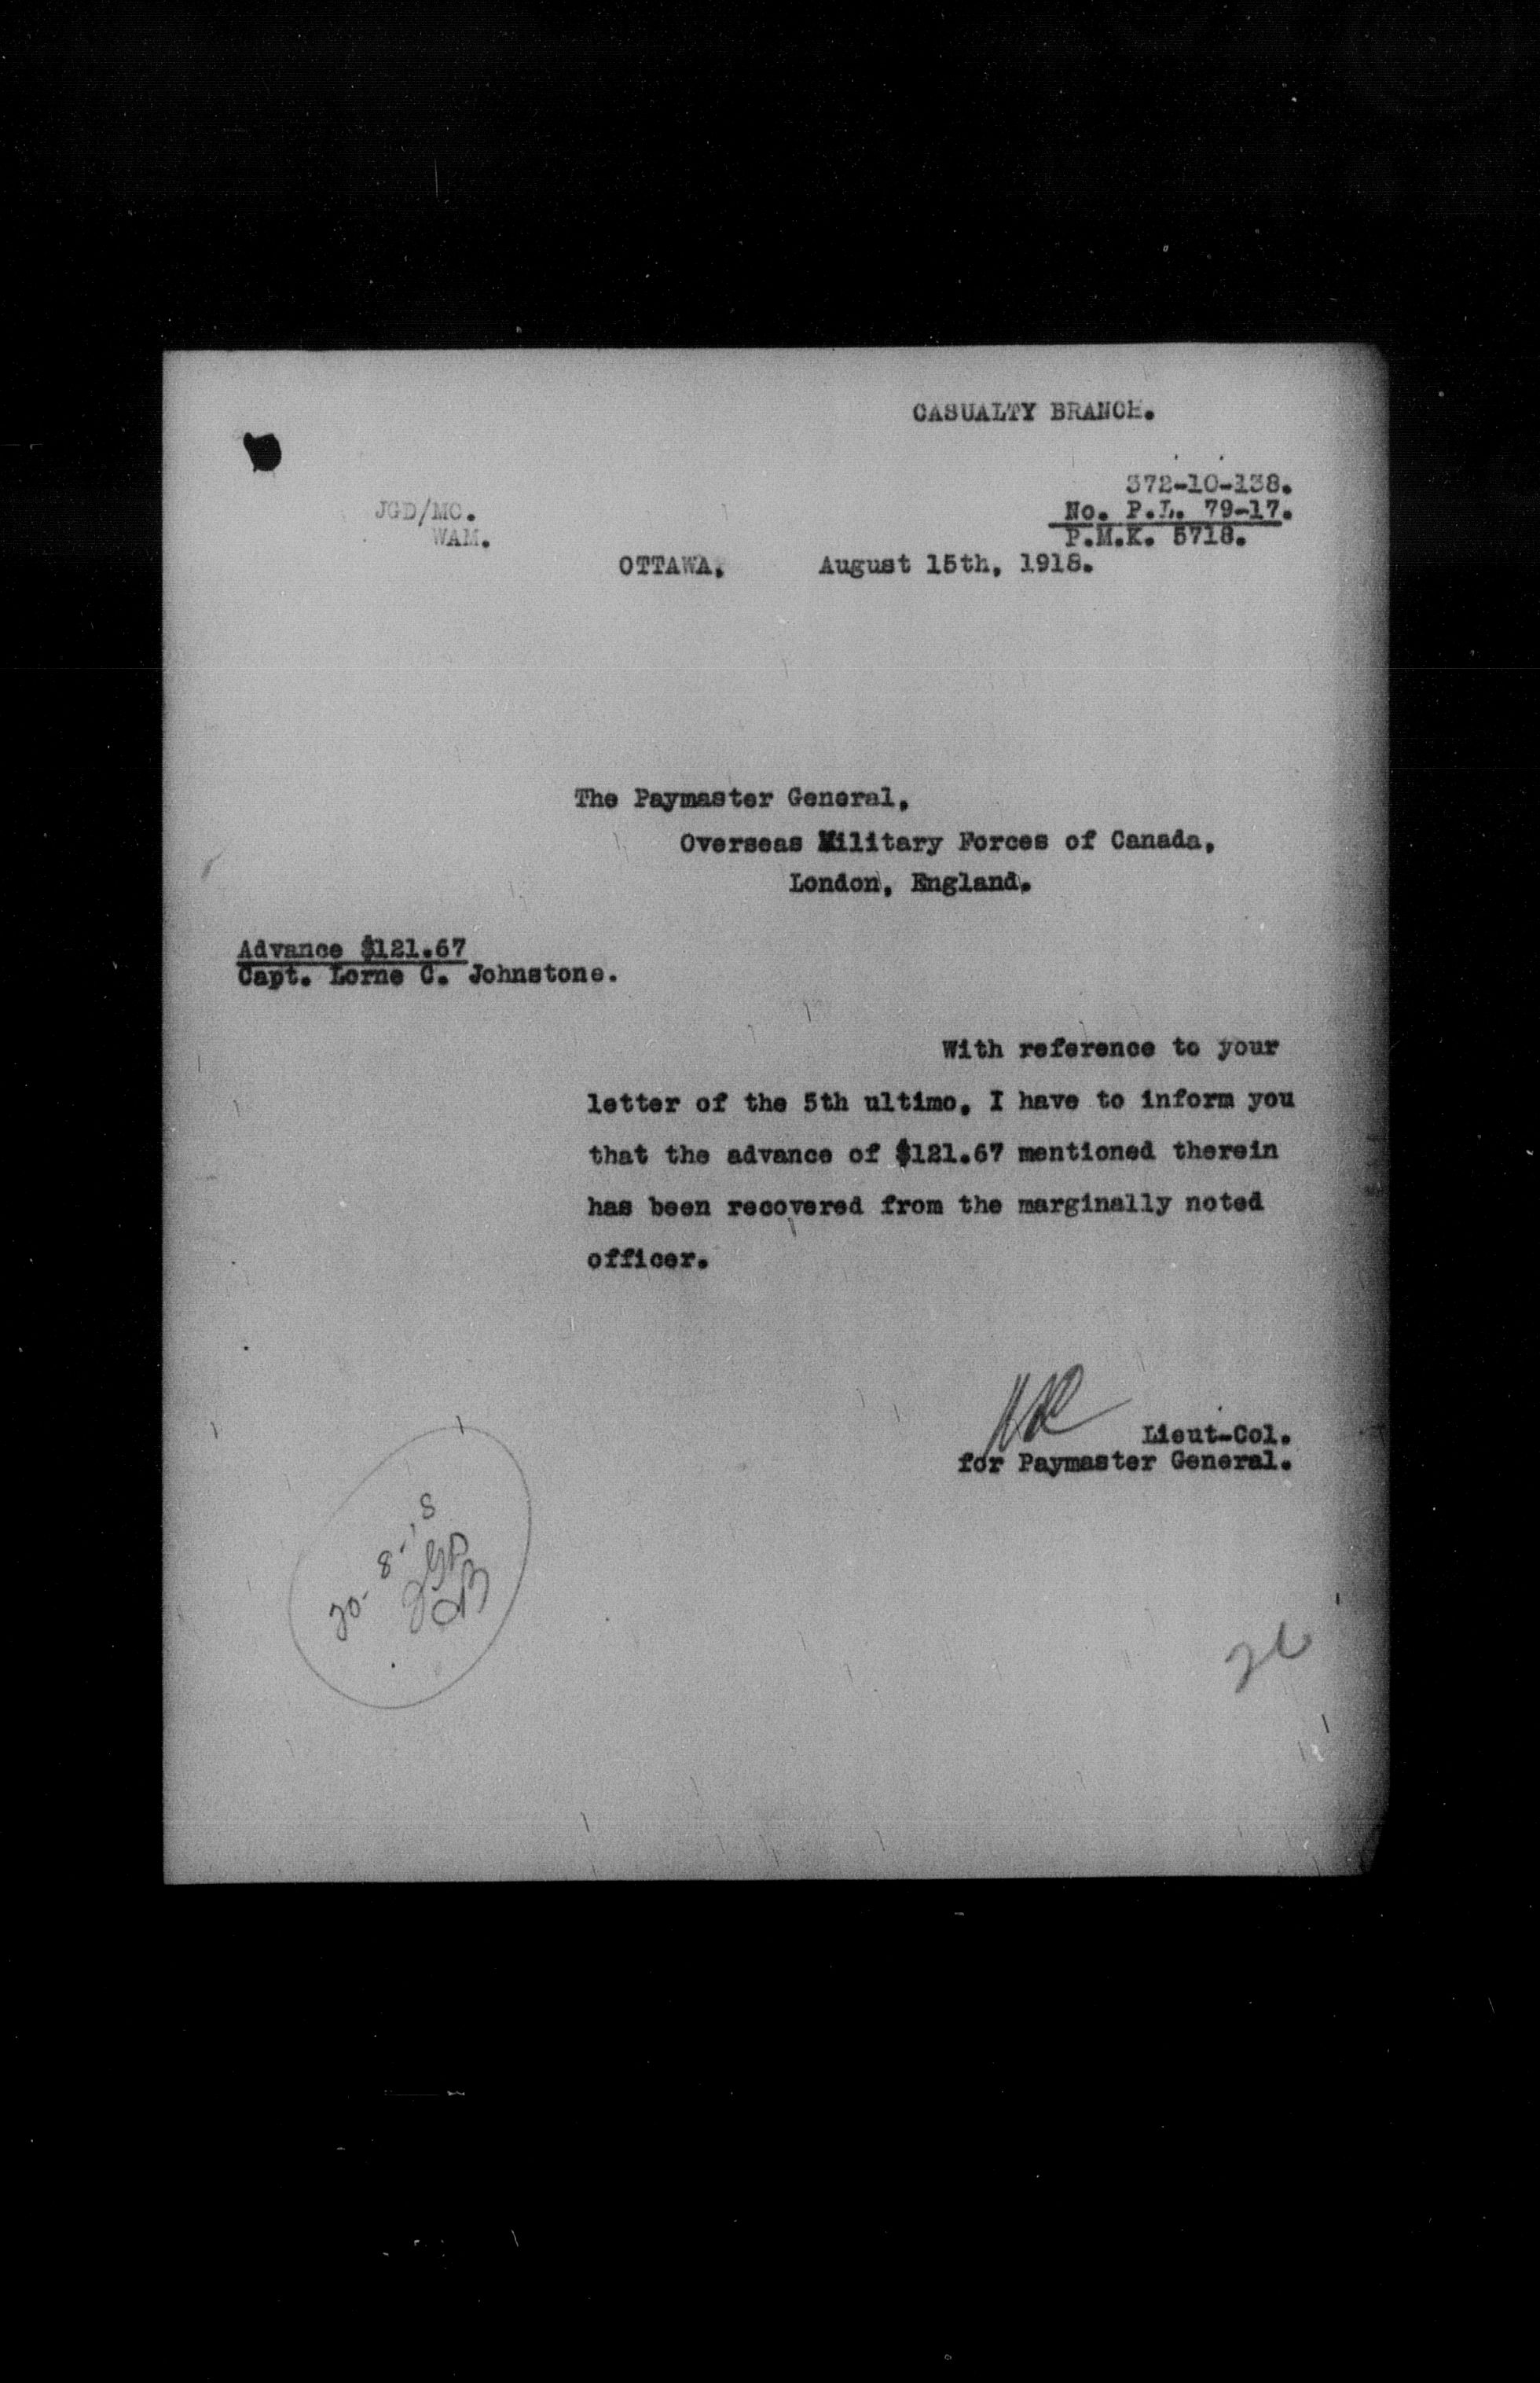 CASUALTY BRANCH.
372-10-138.
JGD/MC.
No. P.L. 79-17.
WAM.
P.M.K. 5718.
OTTAWA, August 15th, 1918.
The Paymaster General,
Overseas Military Forces of Canada,
London, England.
Advance $121.67
Capt. Lorne C. Johnstone.
With reference to your
letter of the 5th ultimo, I have to inform you
that the advance of $121.67 mentioned therein
has been recovered from the marginally noted
officer.
Lieut-Col.
for Paymaster General.
20-8-18